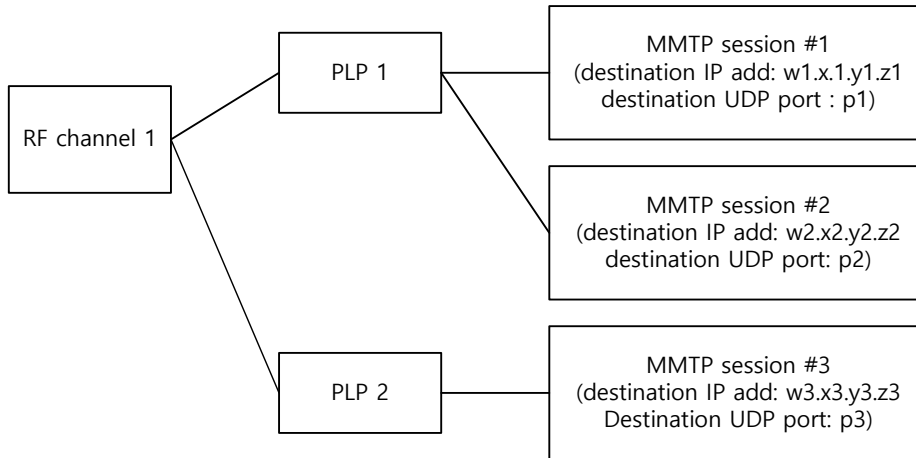 RF channel 1
PLP 1
PLP 2
MMTP session #1
(destination IP add: w1.x.1.y1.z1
destination UDP port : p1)
MMTP session #2
(destination IP add: w2.x2.y2.z2
destination UDP port: p2)
MMTP session #3
(destination IP add: w3.x3.y3.z3
Destination UDP port: p3)